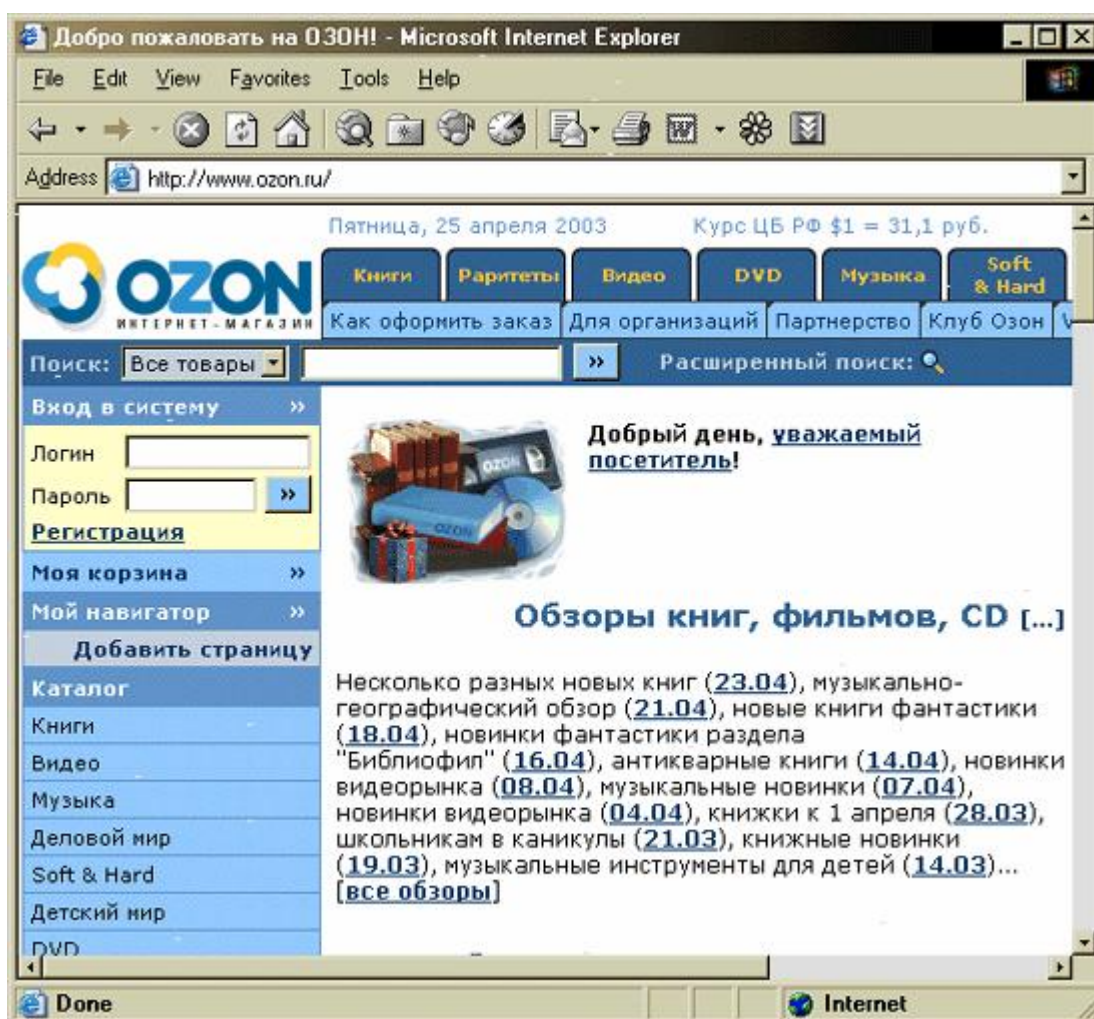 Добро пожаловать на ОЗОН! - Microsoft Internet Explorer
File Edit View Favorites Tools Help
Address http://www.ozon.ru/
Пятница, 25 апреля 2003 Курс ЦБ РФ $1 = 31,1 руб.
OZON
ИНТЕРНЕТ-МАГАЗИН
Книги Раритеты Видео DVD Музыка Soft & Hard
Как оформить заказ Для организаций Партнерство Клуб Озон
Поиск: Все товары » Расширенный поиск:
Вход в систему »
Логин
Пароль »
Регистрация
Моя корзина »
Мой навигатор »
Добавить страницу
Каталог
Книги
Видео
Музыка
Деловой мир
Soft & Hard
Детский мир
DVD
OZON
OZON
Добрый день, уважаемый
посетитель!
Обзоры книг, фильмов, CD [...]
Несколько разных новых книг (23.04), музыкально-
географический обзор (21.04), новые книги фантастики
(18.04), новинки фантастики раздела
"Библиофил" (16.04), антикварные книги (14.04), новинки
видеорынка (08.04), музыкальные новинки (07.04),
новинки видеорынка (04.04), книжки к 1 апреля (28.03),
школьникам в каникулы (21.03), книжные новинки
(19.03), музыкальные инструменты для детей (14.03)...
[все обзоры]
Done Internet